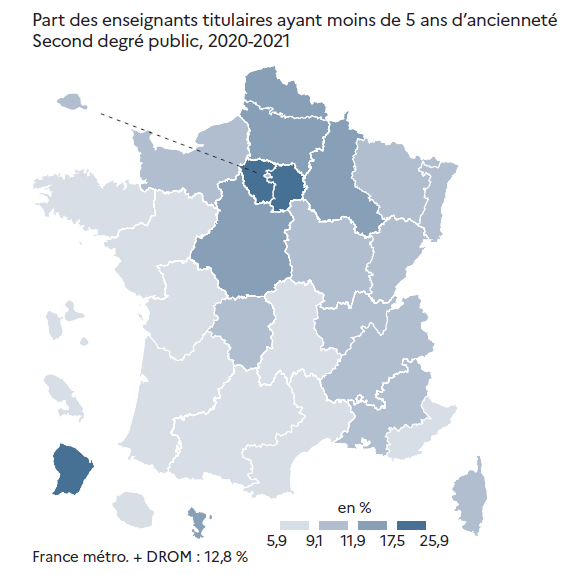 Part des enseignants titulaires ayant moins de 5 ans d’ancienneté
Second degré public, 2020-2021
en %
5,9 9,1 11,9 17,5 25,9
France métro. + DROM : 12,8 %